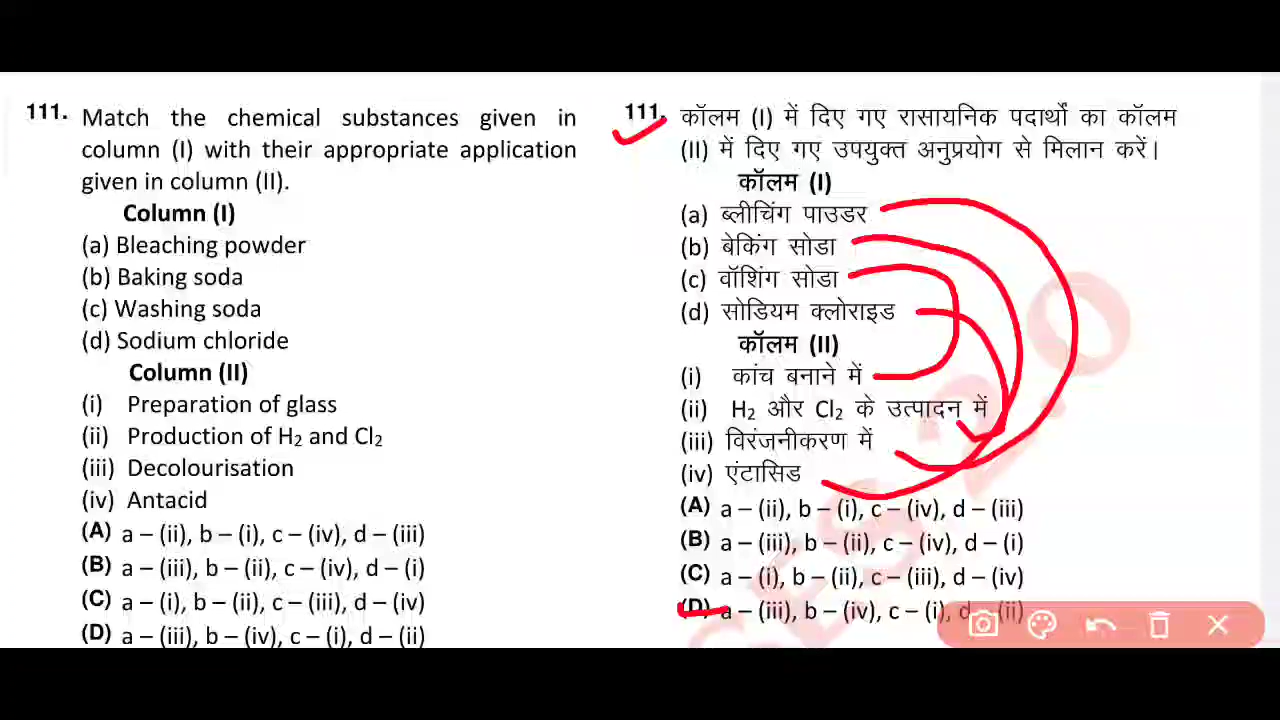 111. Match the chemical substances given in
column (I) with their appropriate application
given in column (II).
Column (I)
(a) Bleaching powder
(b) Baking soda
(c) Washing soda
(d) Sodium chloride
Column (II)
(i) Preparation of glass
(ii) Production of H₂ and Cl₂
(iii) Decolourisation
(iv) Antacid
(A) a – (ii), b – (i), c – (iv), d – (iii)
(B) a – (iii), b – (ii), c – (iv), d – (i)
(C) a – (i), b – (ii), c – (iii), d – (iv)
(D) a – (iii), b – (iv), c – (i), d – (ii)
111. कॉलम (I) में दिए गए रासायनिक पदार्थों का कॉलम
(II) में दिए गए उपयुक्त अनुप्रयोग से मिलान करें।
कॉलम (I)
(a) ब्लीचिंग पाउडर
(b) बेकिंग सोडा
(c) वॉशिंग सोडा
(d) सोडियम क्लोराइड
कॉलम (II)
(i) कांच बनाने में
(ii) H₂ और Cl₂ के उत्पादन में
(iii) विरंजनीकरण में
(iv) एंटासिड
(A) a – (ii), b – (i), c – (iv), d – (iii)
(B) a – (iii), b – (ii), c – (iv), d – (i)
(C) a – (i), b – (ii), c – (iii), d – (iv)
(D) a – (iii), b – (iv), c – (i), d – (ii)